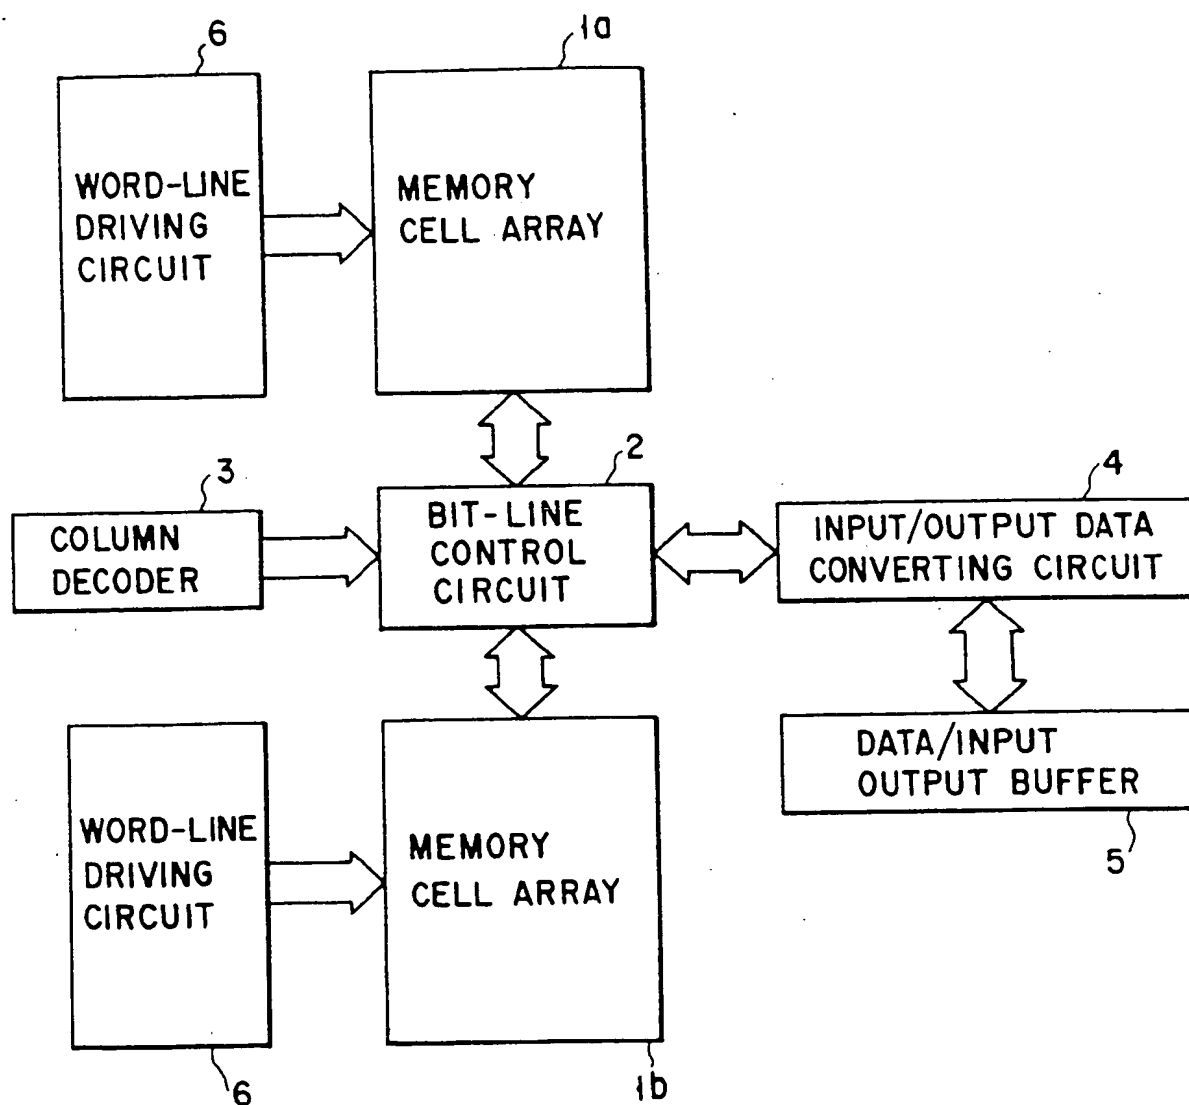 6
1a
WORD-LINE
DRIVING
CIRCUIT
MEMORY
CELL ARRAY
3
2
4
COLUMN
DECODER
BIT-LINE
CONTROL
CIRCUIT
INPUT/OUTPUT DATA
CONVERTING CIRCUIT
DATA/INPUT
OUTPUT BUFFER
5
WORD-LINE
DRIVING
CIRCUIT
MEMORY
CELL ARRAY
6
1b